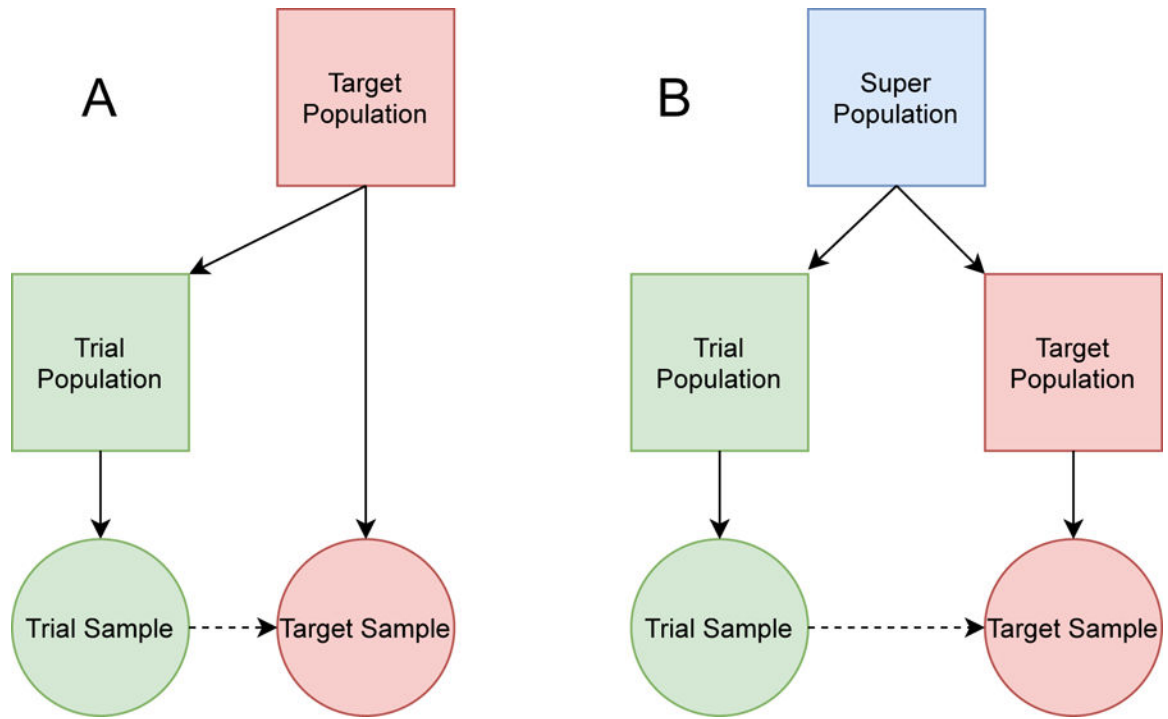 A
Target
Population
Trial
Population
Trial Sample
Target Sample
B
Super
Population
Trial
Population
Target
Population
Trial Sample
Target Sample